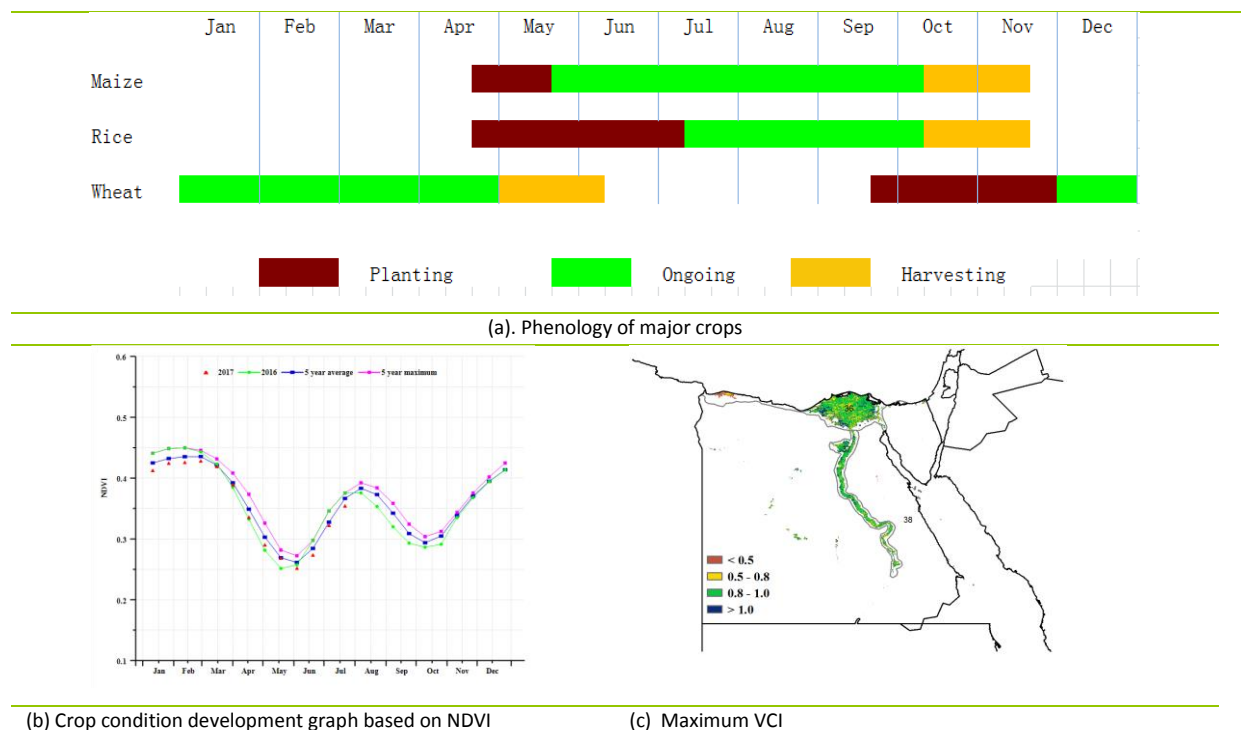 Jan Feb Mar Apr May Jun Jul Aug Sep Oct Nov Dec
Maize
Rice
Wheat
Planting Ongoing Harvesting
(a). Phenology of major crops
2017 2016 5 year average 5 year maximum
0.6
0.5
0.4
0.3
0.2
0.1
NDVI
Jan Feb Mar Apr May Jun Jul Aug Sep Oct Nov Dec
38
< 0.5
0.5 - 0.8
0.8 - 1.0
> 1.0
(b) Crop condition development graph based on NDVI (c) Maximum VCI